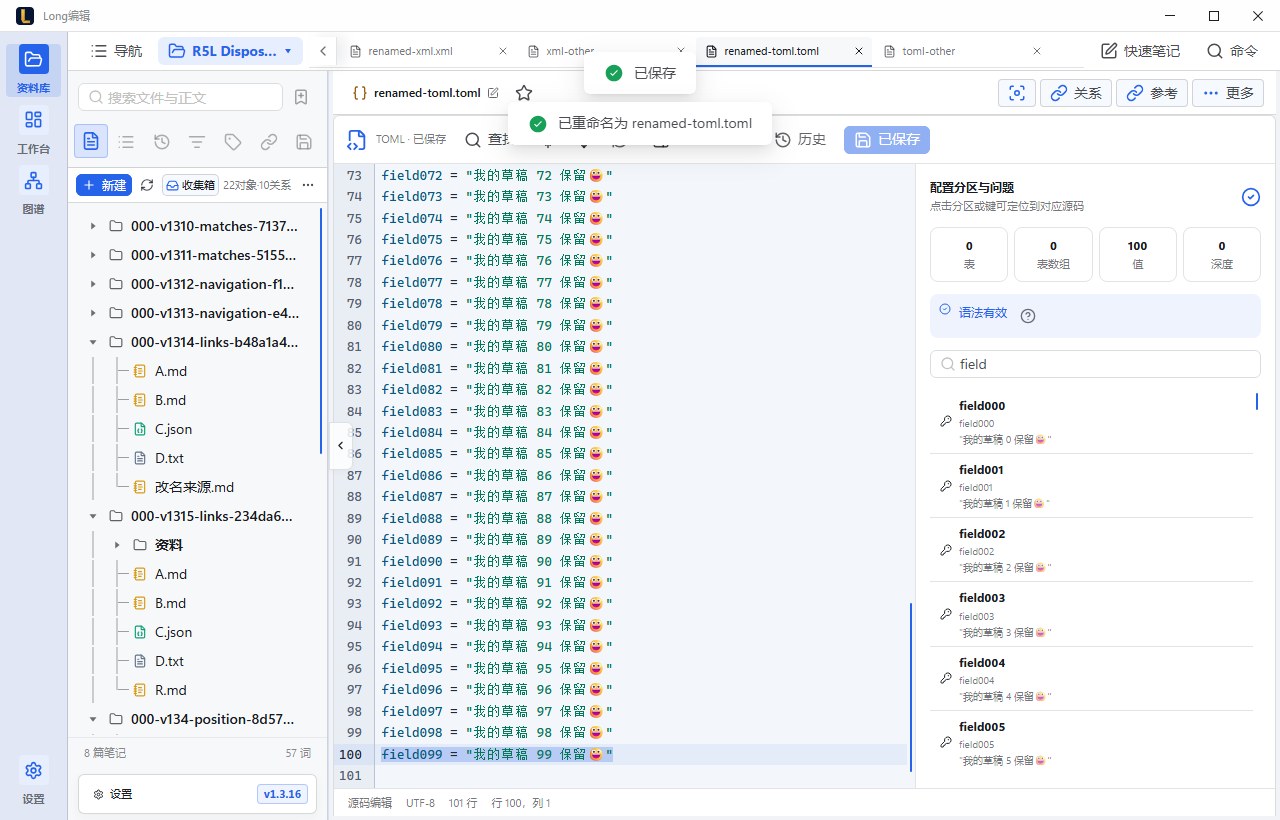 Long编辑
导航
R5L Dispos...
renamed-xml.xml
xml-other
renamed-toml.toml
toml-other
快速笔记
命令
资料库
工作台
图谱
设置
搜索文件与正文
新建
收集箱
22对象·10关系
000-v1310-matches-7137...
000-v1311-matches-5155...
000-v1312-navigation-f1...
000-v1313-navigation-e4...
000-v1314-links-b48a1a4...
A.md
B.md
C.json
D.txt
改名来源.md
000-v1315-links-234da6...
资料
A.md
B.md
C.json
D.txt
R.md
000-v134-position-8d57...
8 篇笔记
57 词
设置
v1.3.16
renamed-toml.toml
已保存
已重命名为 renamed-toml.toml
关系
参考
更多
TOML · 已保存
历史
已保存
73 field072 = "我的草稿 72 保留😀"
74 field073 = "我的草稿 73 保留😀"
75 field074 = "我的草稿 74 保留😀"
76 field075 = "我的草稿 75 保留😀"
77 field076 = "我的草稿 76 保留😀"
78 field077 = "我的草稿 77 保留😀"
79 field078 = "我的草稿 78 保留😀"
80 field079 = "我的草稿 79 保留😀"
81 field080 = "我的草稿 80 保留😀"
82 field081 = "我的草稿 81 保留😀"
83 field082 = "我的草稿 82 保留😀"
84 field083 = "我的草稿 83 保留😀"
85 field084 = "我的草稿 84 保留😀"
86 field085 = "我的草稿 85 保留😀"
87 field086 = "我的草稿 86 保留😀"
88 field087 = "我的草稿 87 保留😀"
89 field088 = "我的草稿 88 保留😀"
90 field089 = "我的草稿 89 保留😀"
91 field090 = "我的草稿 90 保留😀"
92 field091 = "我的草稿 91 保留😀"
93 field092 = "我的草稿 92 保留😀"
94 field093 = "我的草稿 93 保留😀"
95 field094 = "我的草稿 94 保留😀"
96 field095 = "我的草稿 95 保留😀"
97 field096 = "我的草稿 96 保留😀"
98 field097 = "我的草稿 97 保留😀"
99 field098 = "我的草稿 98 保留😀"
100 field099 = "我的草稿 99 保留😀"
101
源码编辑 UTF-8 101 行 行 100，列 1
配置分区与问题
点击分区或键可定位到对应源码
0
表
0
表数组
100
值
0
深度
语法有效
field
field000
field000
"我的草稿 0 保留😀"
field001
field001
"我的草稿 1 保留😀"
field002
field002
"我的草稿 2 保留😀"
field003
field003
"我的草稿 3 保留😀"
field004
field004
"我的草稿 4 保留😀"
field005
field005
"我的草稿 5 保留😀"